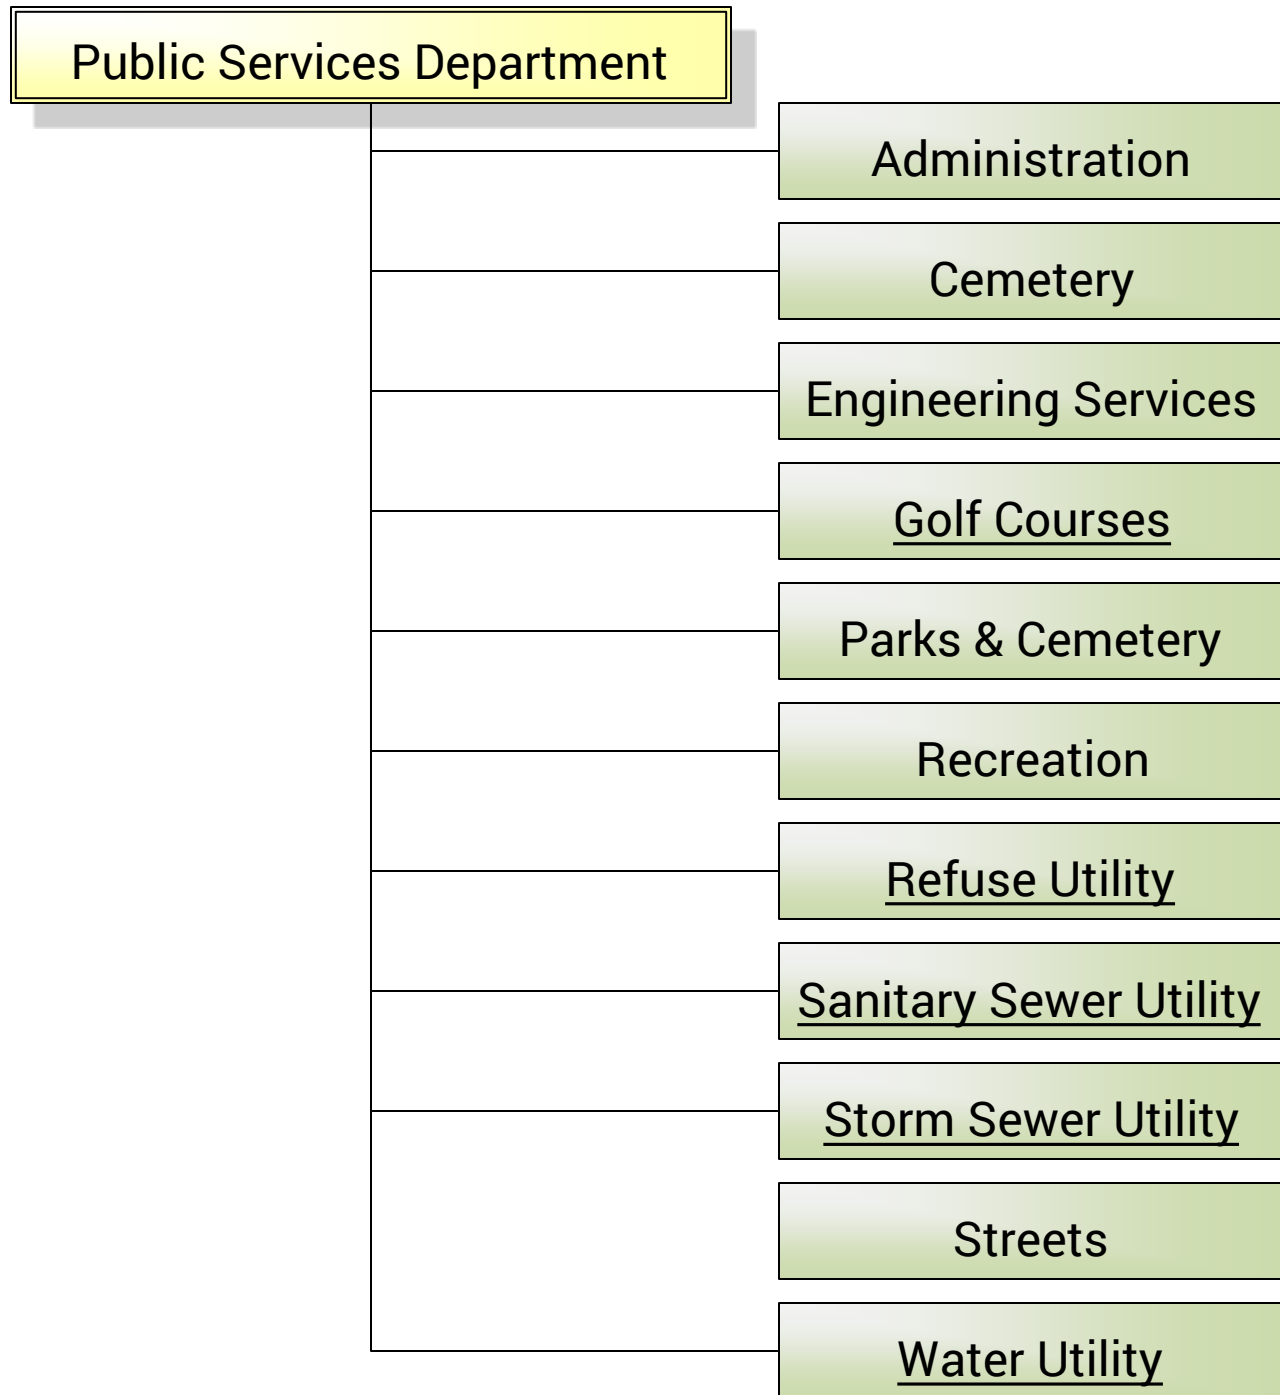 Public Services Department
Administration
Cemetery
Engineering Services
Golf Courses
Parks & Cemetery
Recreation
Refuse Utility
Sanitary Sewer Utility
Storm Sewer Utility
Streets
Water Utility